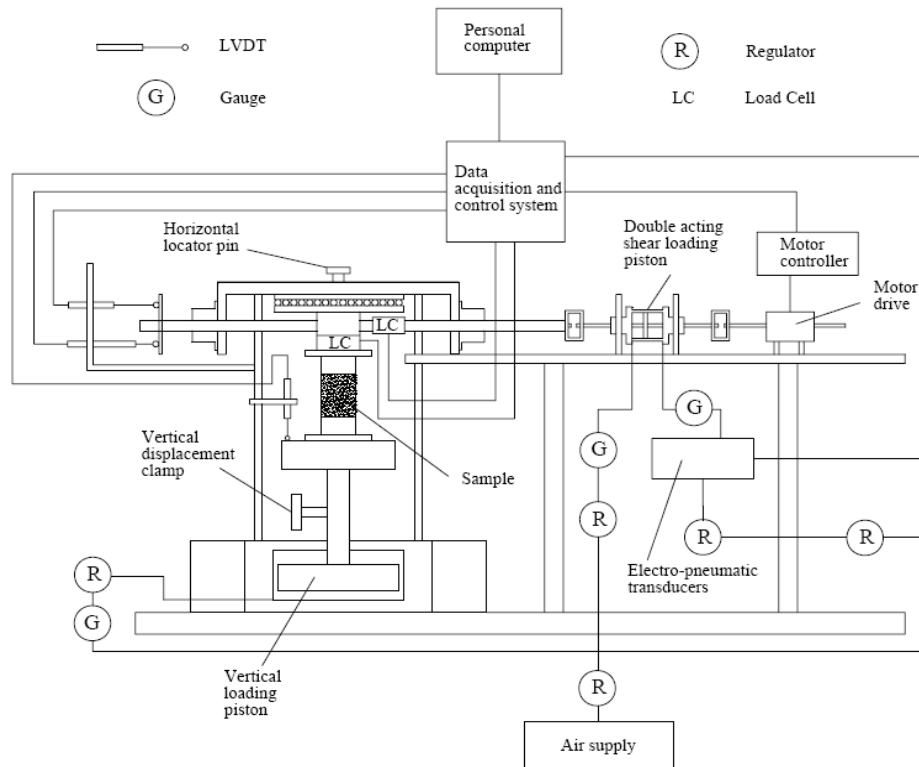 Personal
computer
LVDT
R
Regulator
G
Gauge
LC
Load Cell
Data
acquisition and
control system
Horizontal
locator pin
Double acting
shear loading
piston
Motor
controller
Motor
drive
LC
LC
G
Vertical
displacement
clamp
Sample
G
R
R
R
Electro-pneumatic
transducers
R
G
Vertical
loading
piston
R
Air supply